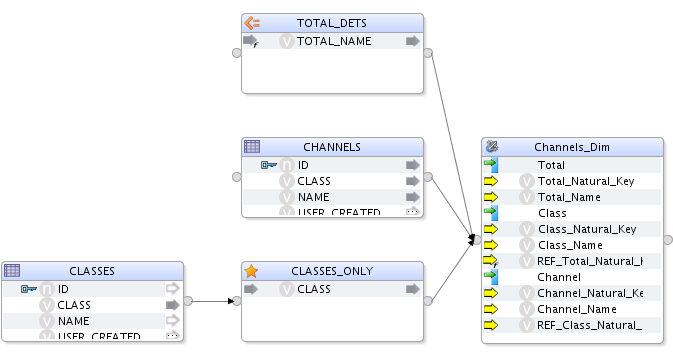 TOTAL_DETS
TOTAL_NAME
CHANNELS
ID
CLASS
NAME
USER_CREATED
CLASSES
ID
CLASS
NAME
USER_CREATED
CLASSES_ONLY
CLASS
Channels_Dim
Total
Total_Natural_Key
Total_Name
Class
Class_Natural_Key
Class_Name
REF_Total_Natural_
Channel
Channel_Natural_Ke
Channel_Name
REF_Class_Natural_